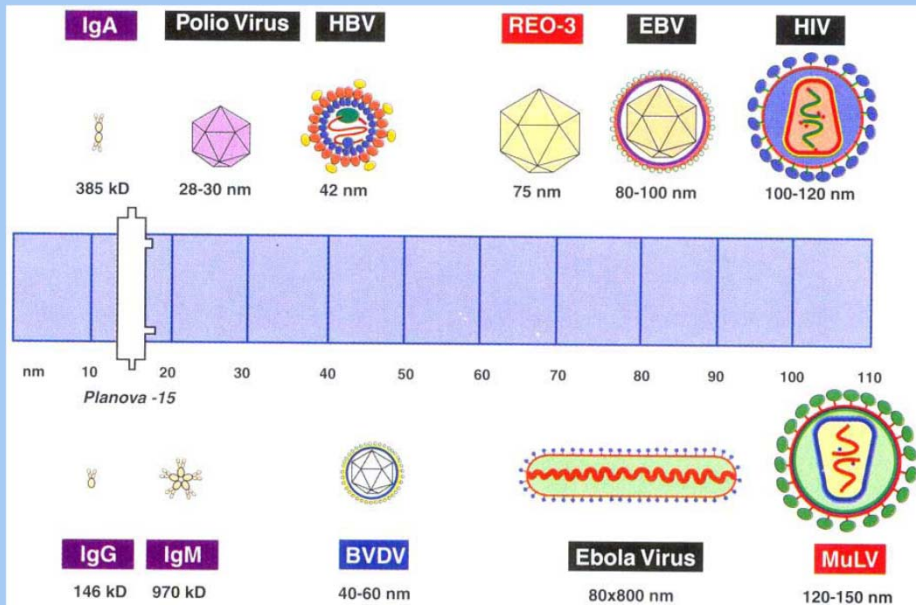 IgA Polio Virus HBV REO-3 EBV HIV
385 kD 28-30 nm 42 nm 75 nm 80-100 nm 100-120 nm
nm 10 20 30 40 50 60 70 80 90 100 110
Planova -15
IgG IgM BVDV Ebola Virus MuLV
146 kD 970 kD 40-60 nm 80x800 nm 120-150 nm